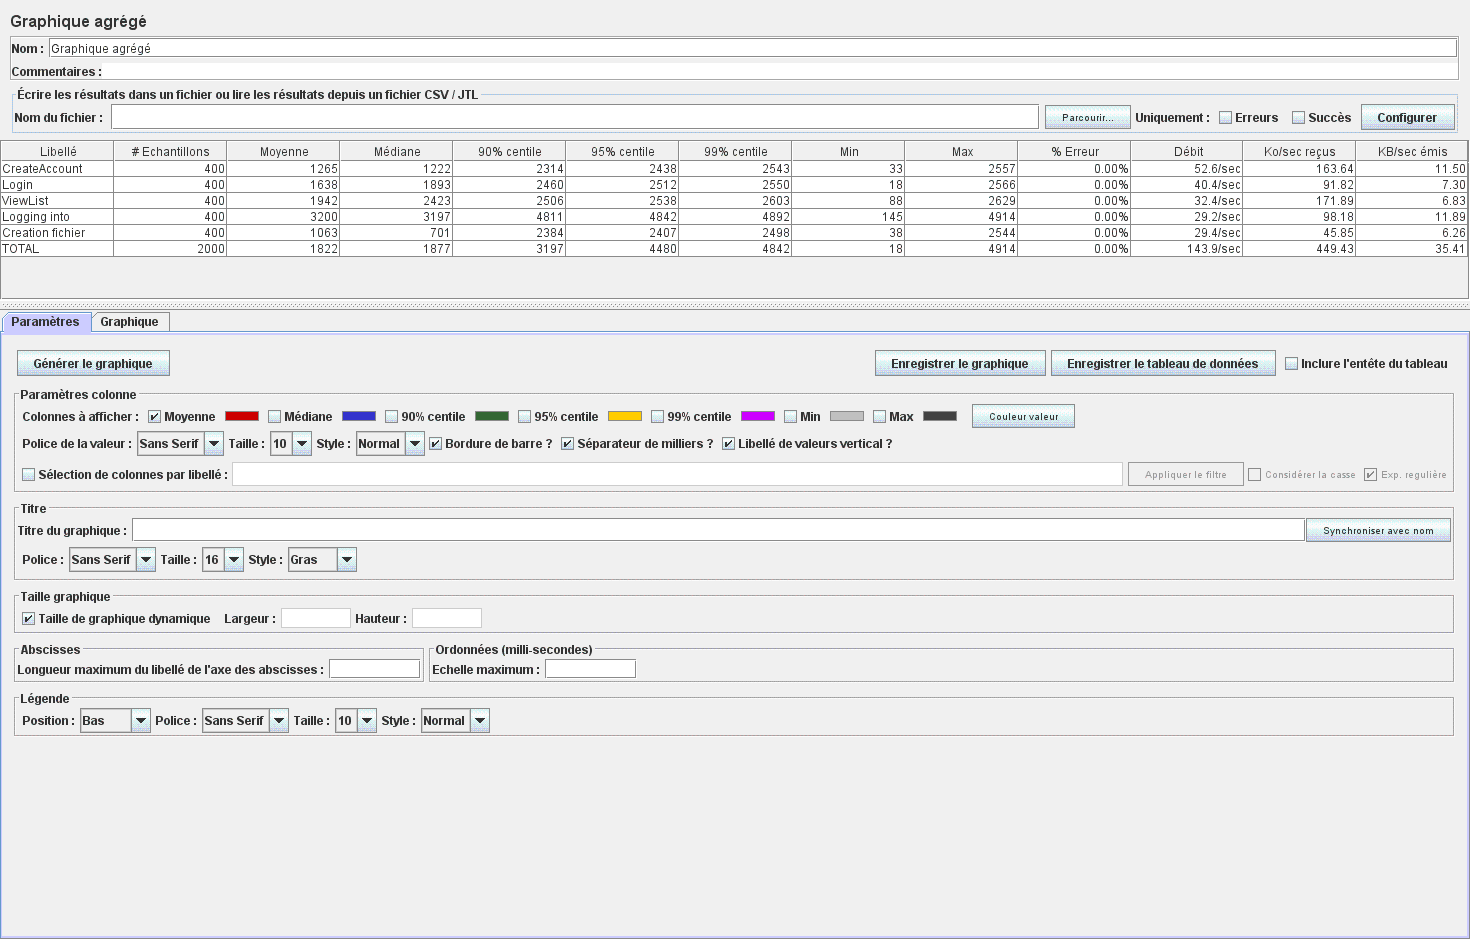 Graphique agrégé
Nom : Graphique agrégé
Commentaires :
Écrire les résultats dans un fichier ou lire les résultats depuis un fichier CSV / JTL
Nom du fichier : Parcourir... Uniquement : Erreurs Succès Configurer
Libellé # Echantillons Moyenne Médiane 90% centile 95% centile 99% centile Min Max % Erreur Débit Ko/sec reçus KB/sec émis
CreateAccount 400 1265 1222 2314 2438 2543 33 2557 0.00% 52.6/sec 163.64 11.50
Login 400 1638 1893 2460 2512 2550 18 2566 0.00% 40.4/sec 91.82 7.30
ViewList 400 1942 2423 2506 2538 2603 88 2629 0.00% 32.4/sec 171.89 6.83
Logging into 400 3200 3197 4811 4842 4892 145 4914 0.00% 29.2/sec 98.18 11.89
Creation fichier 400 1063 701 2384 2407 2498 38 2544 0.00% 29.4/sec 45.85 6.26
TOTAL 2000 1822 1877 3197 4480 4842 18 4914 0.00% 143.9/sec 449.43 35.41
Paramètres Graphique
Générer le graphique Enregistrer le graphique Enregistrer le tableau de données Inclure l'entête du tableau
Paramètres colonne
Colonnes à afficher : Moyenne Médiane 90% centile 95% centile 99% centile Min Max Couleur valeur
Police de la valeur : Sans Serif Taille : 10 Style : Normal Bordure de barre ? Séparateur de milliers ? Libellé de valeurs vertical ?
Sélection de colonnes par libellé : Appliquer le filtre Considérer la casse Exp. regulière
Titre
Titre du graphique : Synchroniser avec nom
Police : Sans Serif Taille : 16 Style : Gras
Taille graphique
Taille de graphique dynamique Largeur : Hauteur :
Abscisses Ordonnées (milli-secondes)
Longueur maximum du libellé de l'axe des abscisses : Echelle maximum :
Légende
Position : Bas Police : Sans Serif Taille : 10 Style : Normal